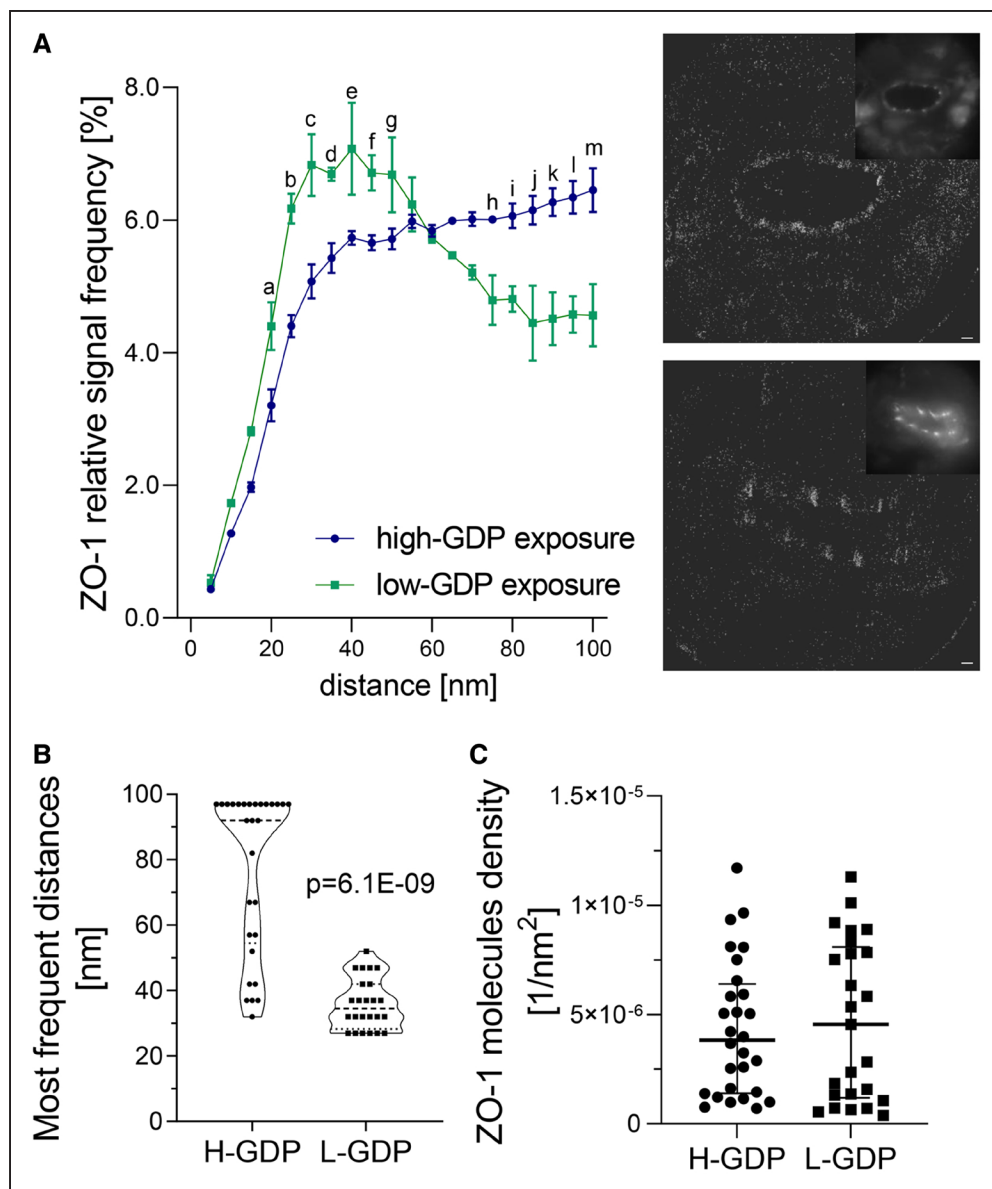 A
ZO-1 relative signal frequency [%]
8.0
6.0
4.0
2.0
0.0
a
b
c
d
e
f
g
h
i
j
k
l
m
high-GDP exposure
low-GDP exposure
0
20
40
60
80
100
distance [nm]
B
Most frequent distances
[nm]
100
80
60
40
20
0
p=6.1E-09
H-GDP
L-GDP
C
ZO-1 molecules density
[1/nm²]
1.5×10⁻⁵
1×10⁻⁵
5×10⁻⁶
0
H-GDP
L-GDP